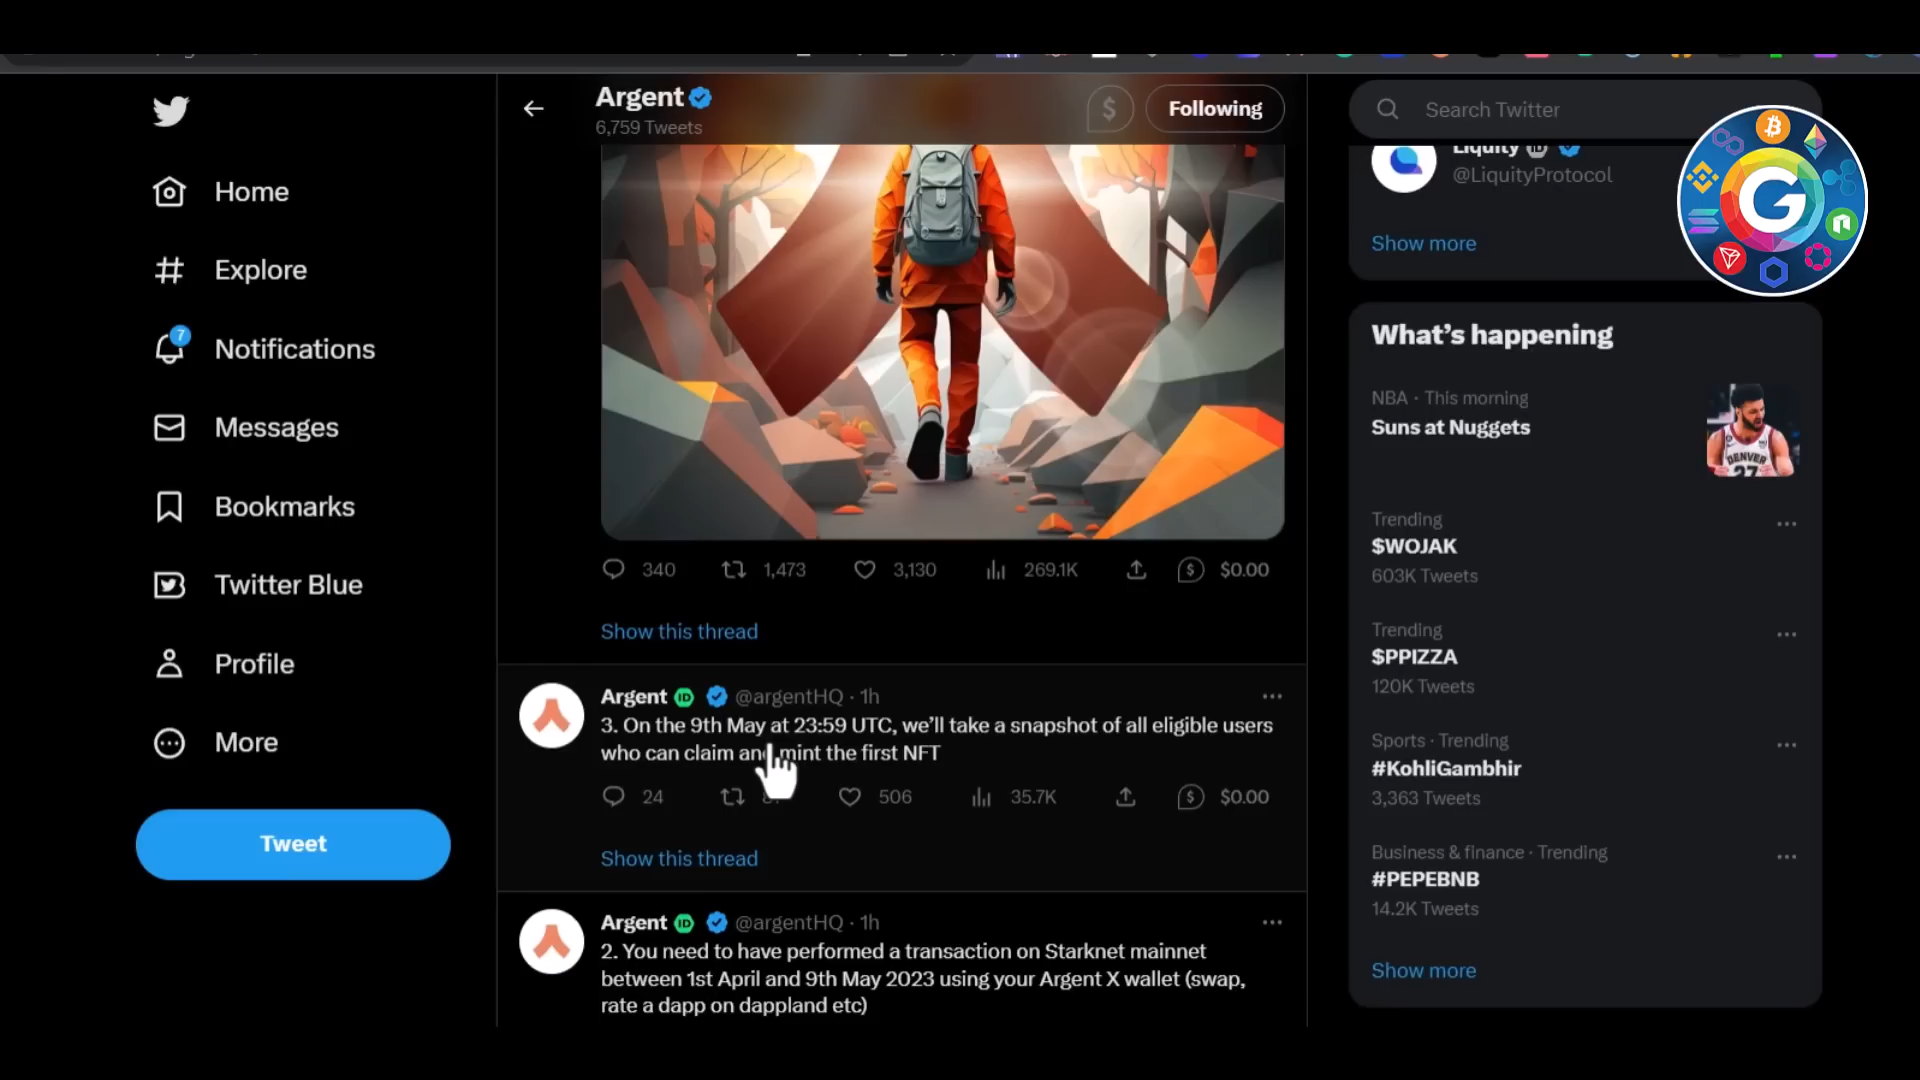 Argent
6,759 Tweets
$
Following
Search Twitter
Home
Explore
7
Notifications
Messages
Bookmarks
Twitter Blue
Profile
More
Tweet
340
1,473
3,130
269.1K
$
$0.00
Show this thread
Argent ID @argentHQ · 1h
3. On the 9th May at 23:59 UTC, we’ll take a snapshot of all eligible users
who can claim and mint the first NFT
24
506
35.7K
$
$0.00
Show this thread
Argent ID @argentHQ · 1h
2. You need to have performed a transaction on Starknet mainnet
between 1st April and 9th May 2023 using your Argent X wallet (swap,
rate a dapp on dappland etc)
Liquity
@LiquityProtocol
Show more
G
What’s happening
NBA · This morning
Suns at Nuggets
DENVER
27
Trending
$WOJAK
603K Tweets
Trending
$PPIZZA
120K Tweets
Sports · Trending
#KohliGambhir
3,363 Tweets
Business & finance · Trending
#PEPEBNB
14.2K Tweets
Show more